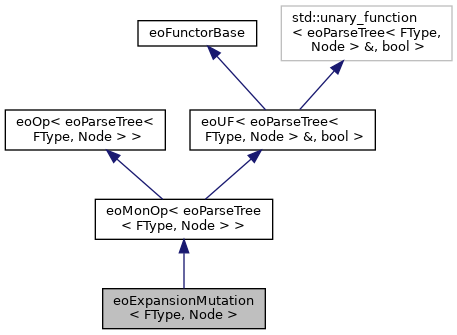 eoFunctorBase
std::unary_function
< eoParseTree< FType,
Node > &, bool >
eoOp< eoParseTree<
FType, Node > >
eoUF< eoParseTree<
FType, Node > &, bool >
eoMonOp< eoParseTree
< FType, Node > >
eoExpansionMutation
< FType, Node >